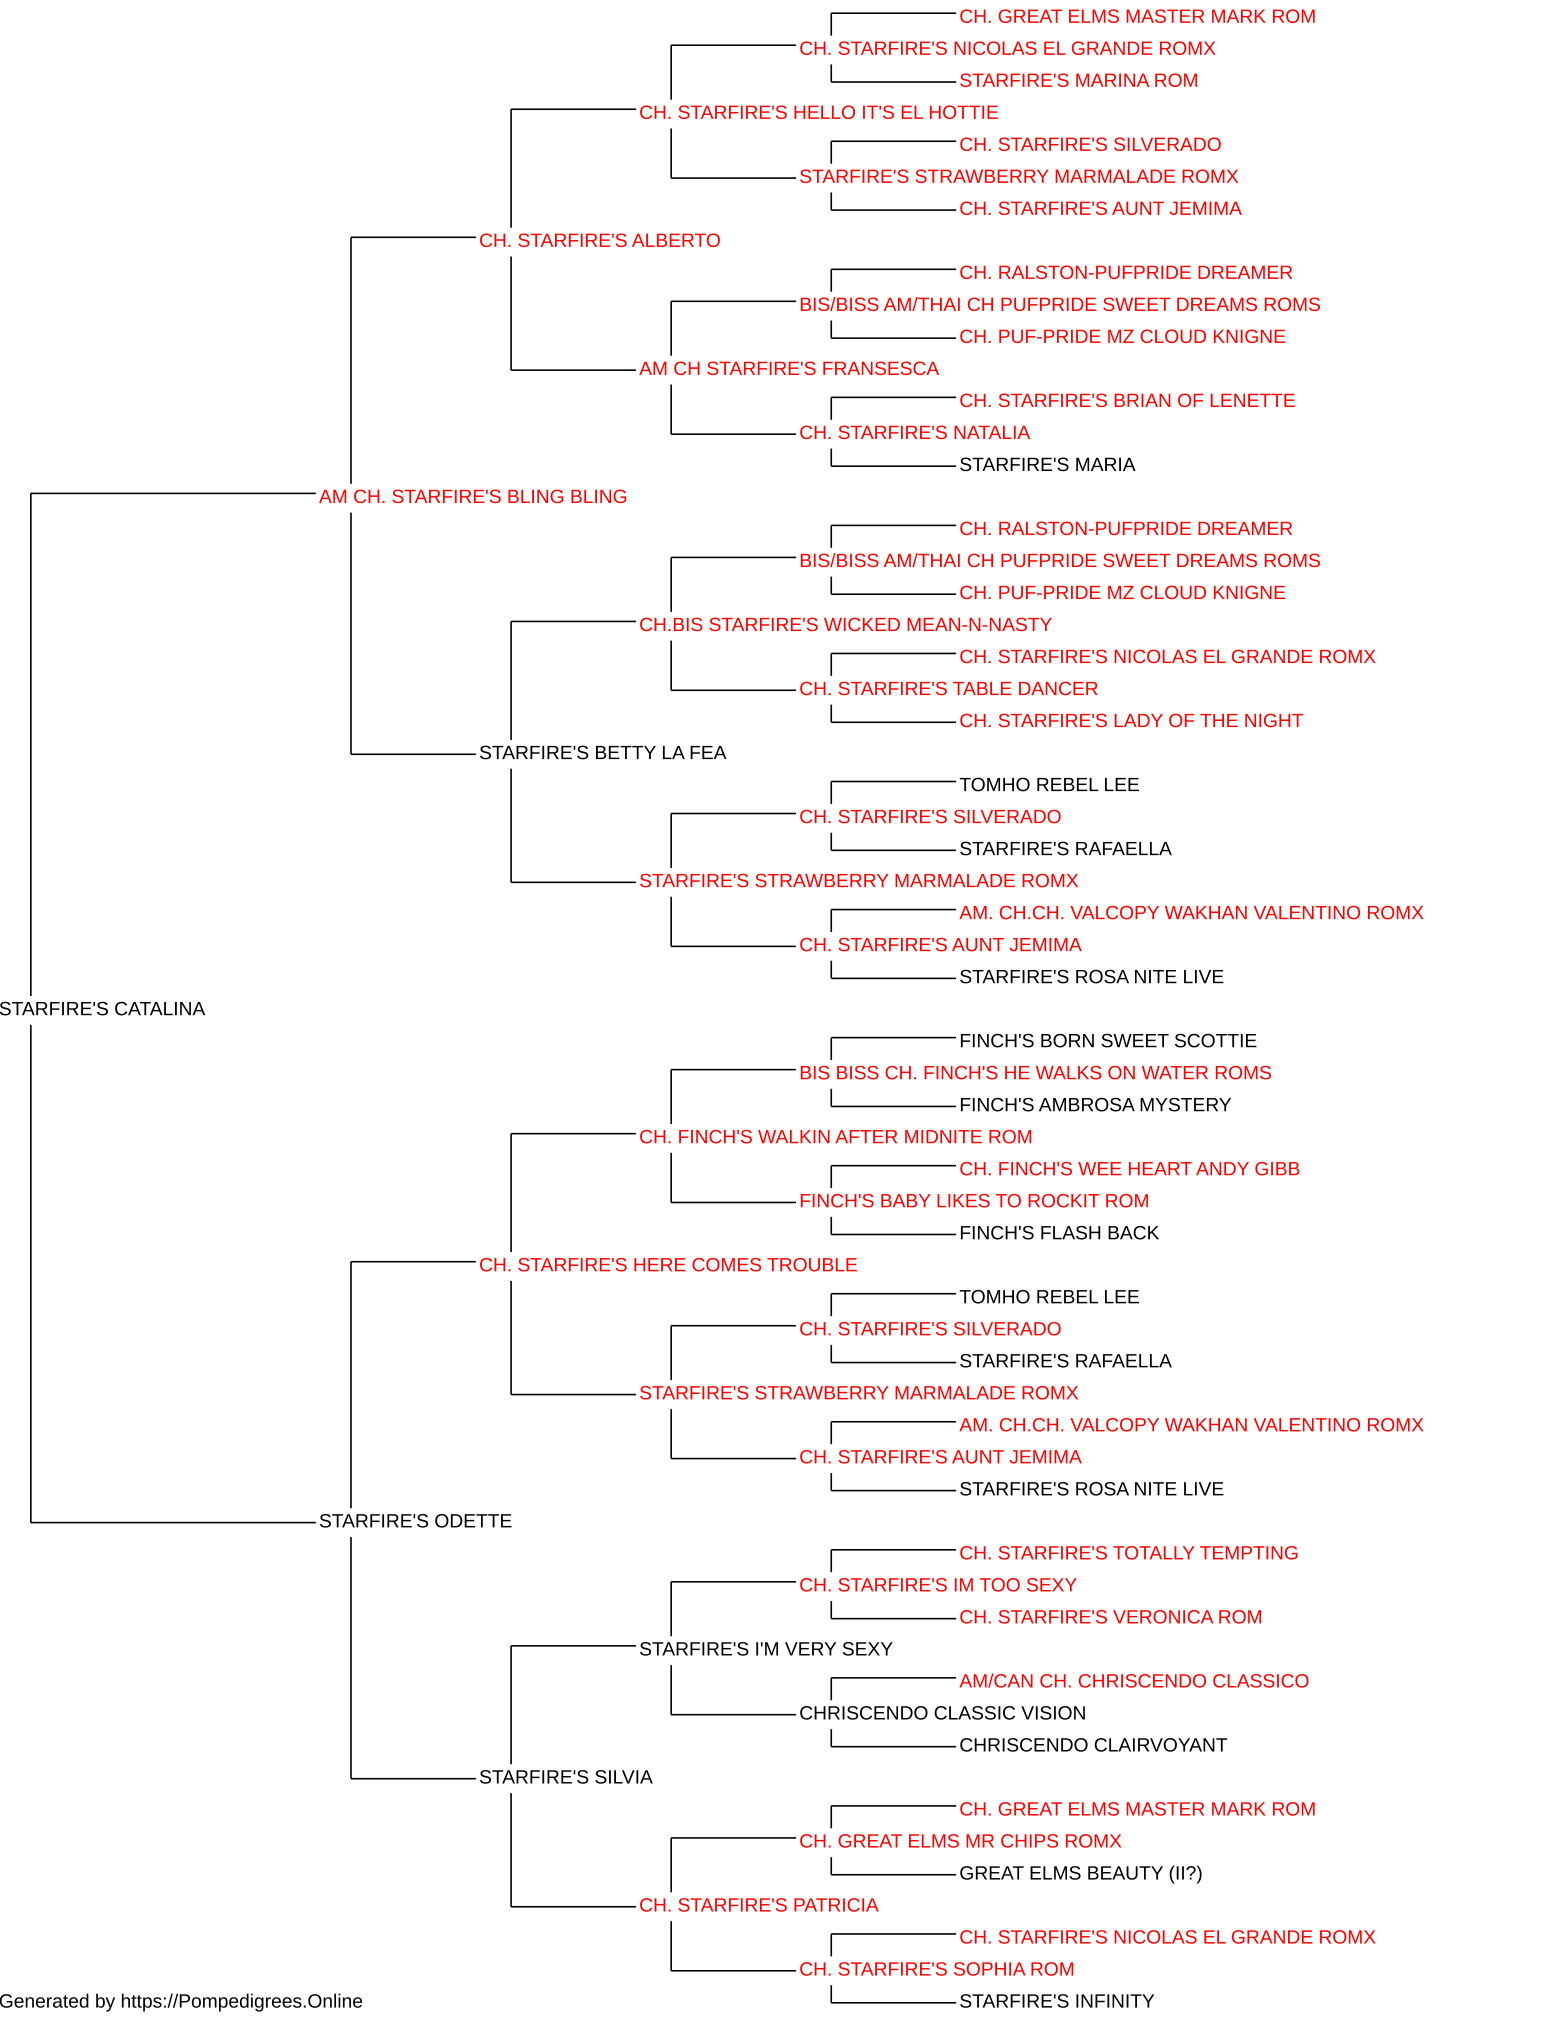 CH. GREAT ELMS MASTER MARK ROM
CH. STARFIRE'S NICOLAS EL GRANDE ROMX
STARFIRE'S MARINA ROM
CH. STARFIRE'S HELLO IT'S EL HOTTIE
CH. STARFIRE'S SILVERADO
STARFIRE'S STRAWBERRY MARMALADE ROMX
CH. STARFIRE'S AUNT JEMIMA
CH. STARFIRE'S ALBERTO
CH. RALSTON-PUFPRIDE DREAMER
BIS/BISS AM/THAI CH PUFPRIDE SWEET DREAMS ROMS
CH. PUF-PRIDE MZ CLOUD KNIGNE
AM CH STARFIRE'S FRANSESCA
CH. STARFIRE'S BRIAN OF LENETTE
CH. STARFIRE'S NATALIA
STARFIRE'S MARIA
AM CH. STARFIRE'S BLING BLING
CH. RALSTON-PUFPRIDE DREAMER
BIS/BISS AM/THAI CH PUFPRIDE SWEET DREAMS ROMS
CH. PUF-PRIDE MZ CLOUD KNIGNE
CH.BIS STARFIRE'S WICKED MEAN-N-NASTY
CH. STARFIRE'S NICOLAS EL GRANDE ROMX
CH. STARFIRE'S TABLE DANCER
CH. STARFIRE'S LADY OF THE NIGHT
STARFIRE'S BETTY LA FEA
TOMHO REBEL LEE
CH. STARFIRE'S SILVERADO
STARFIRE'S RAFAELLA
STARFIRE'S STRAWBERRY MARMALADE ROMX
AM. CH.CH. VALCOPY WAKHAN VALENTINO ROMX
CH. STARFIRE'S AUNT JEMIMA
STARFIRE'S ROSA NITE LIVE
STARFIRE'S CATALINA
FINCH'S BORN SWEET SCOTTIE
BIS BISS CH. FINCH'S HE WALKS ON WATER ROMS
FINCH'S AMBROSA MYSTERY
CH. FINCH'S WALKIN AFTER MIDNITE ROM
CH. FINCH'S WEE HEART ANDY GIBB
FINCH'S BABY LIKES TO ROCKIT ROM
FINCH'S FLASH BACK
CH. STARFIRE'S HERE COMES TROUBLE
TOMHO REBEL LEE
CH. STARFIRE'S SILVERADO
STARFIRE'S RAFAELLA
STARFIRE'S STRAWBERRY MARMALADE ROMX
AM. CH.CH. VALCOPY WAKHAN VALENTINO ROMX
CH. STARFIRE'S AUNT JEMIMA
STARFIRE'S ROSA NITE LIVE
STARFIRE'S ODETTE
CH. STARFIRE'S TOTALLY TEMPTING
CH. STARFIRE'S IM TOO SEXY
CH. STARFIRE'S VERONICA ROM
STARFIRE'S I'M VERY SEXY
AM/CAN CH. CHRISCENDO CLASSICO
CHRISCENDO CLASSIC VISION
CHRISCENDO CLAIRVOYANT
STARFIRE'S SILVIA
CH. GREAT ELMS MASTER MARK ROM
CH. GREAT ELMS MR CHIPS ROMX
GREAT ELMS BEAUTY (II?)
CH. STARFIRE'S PATRICIA
CH. STARFIRE'S NICOLAS EL GRANDE ROMX
CH. STARFIRE'S SOPHIA ROM
STARFIRE'S INFINITY
Generated by https://Pompedigrees.Online